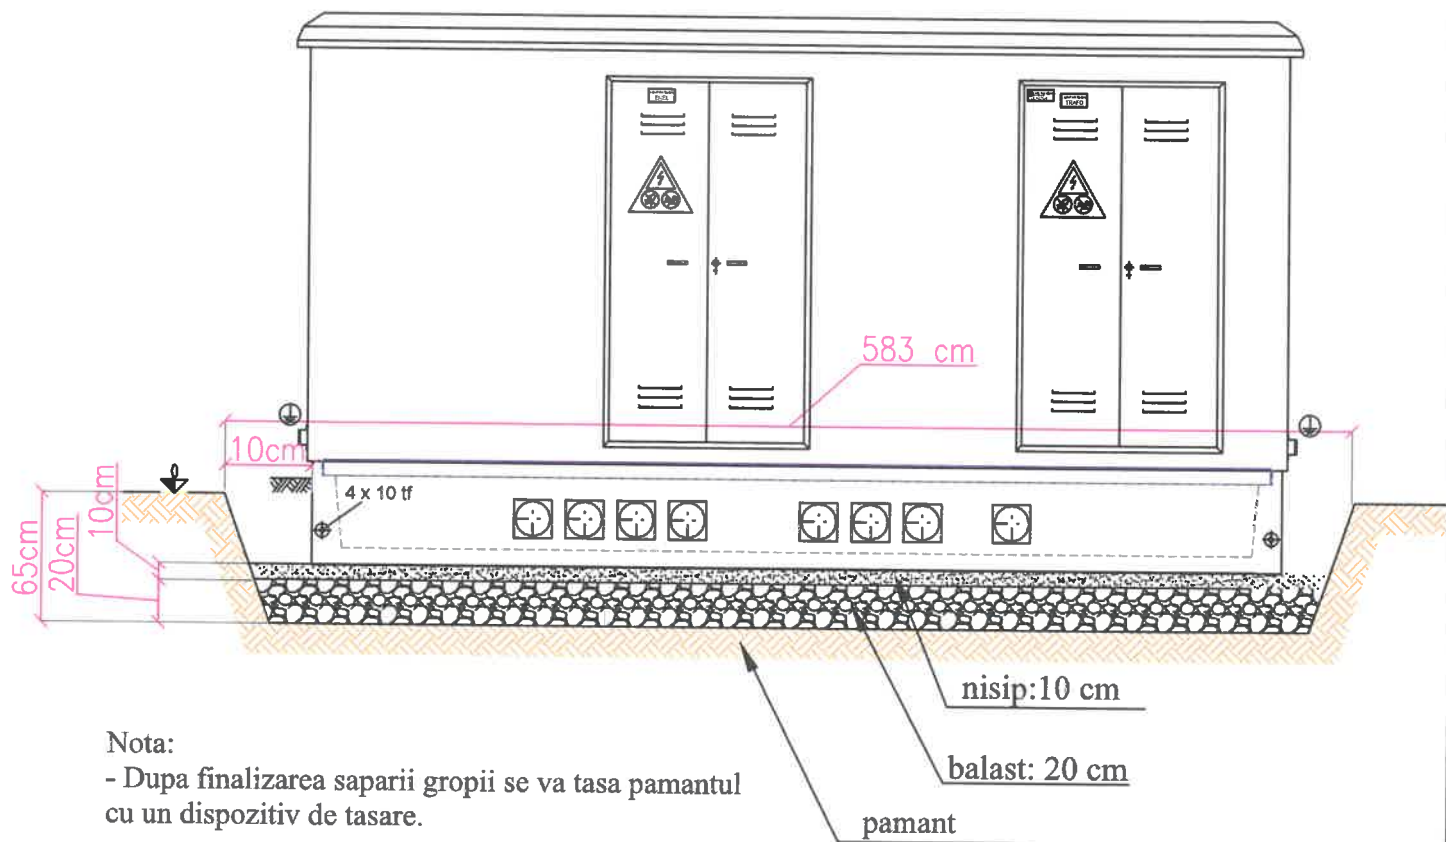 TRAFO
583 cm
10cm
10cm
20cm
65cm
4 x 10 tf
nisip:10 cm
balast: 20 cm
pamant
Nota:
- Dupa finalizarea saparii gropii se va tasa pamantul
cu un dispozitiv de tasare.